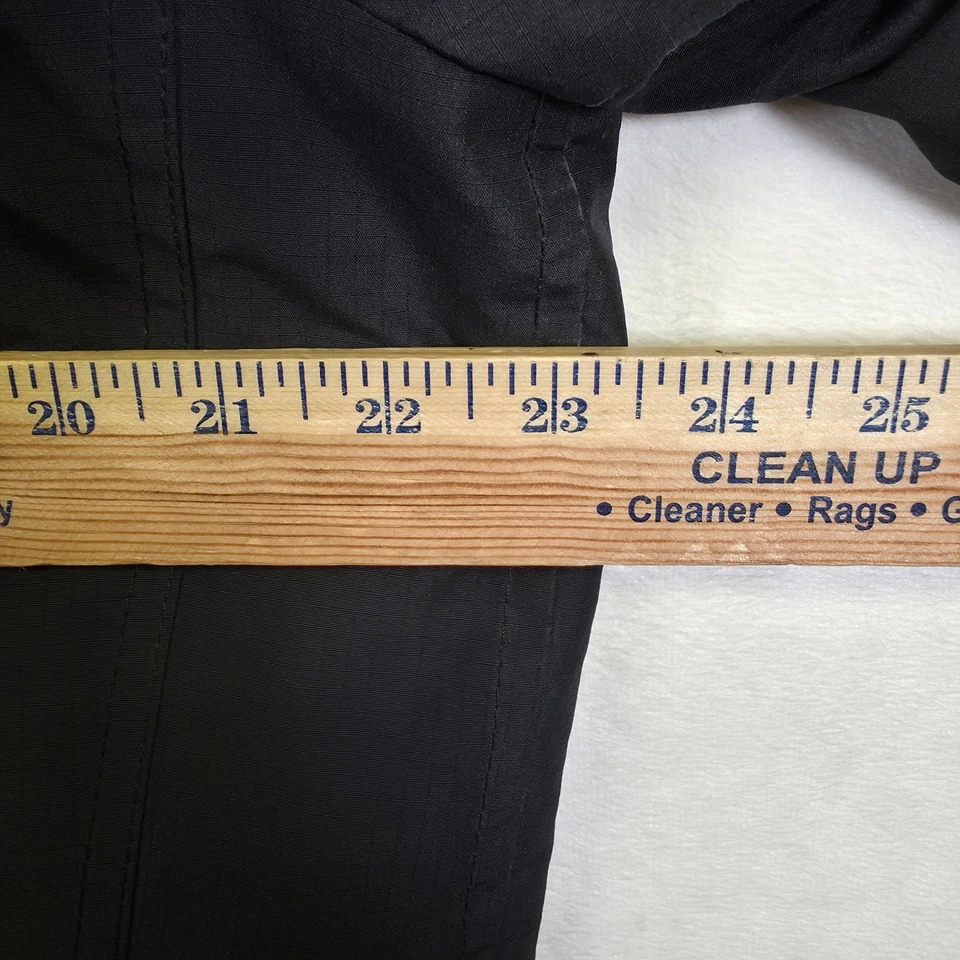 20 21 22 23 24 25
CLEAN UP
• Cleaner • Rags •